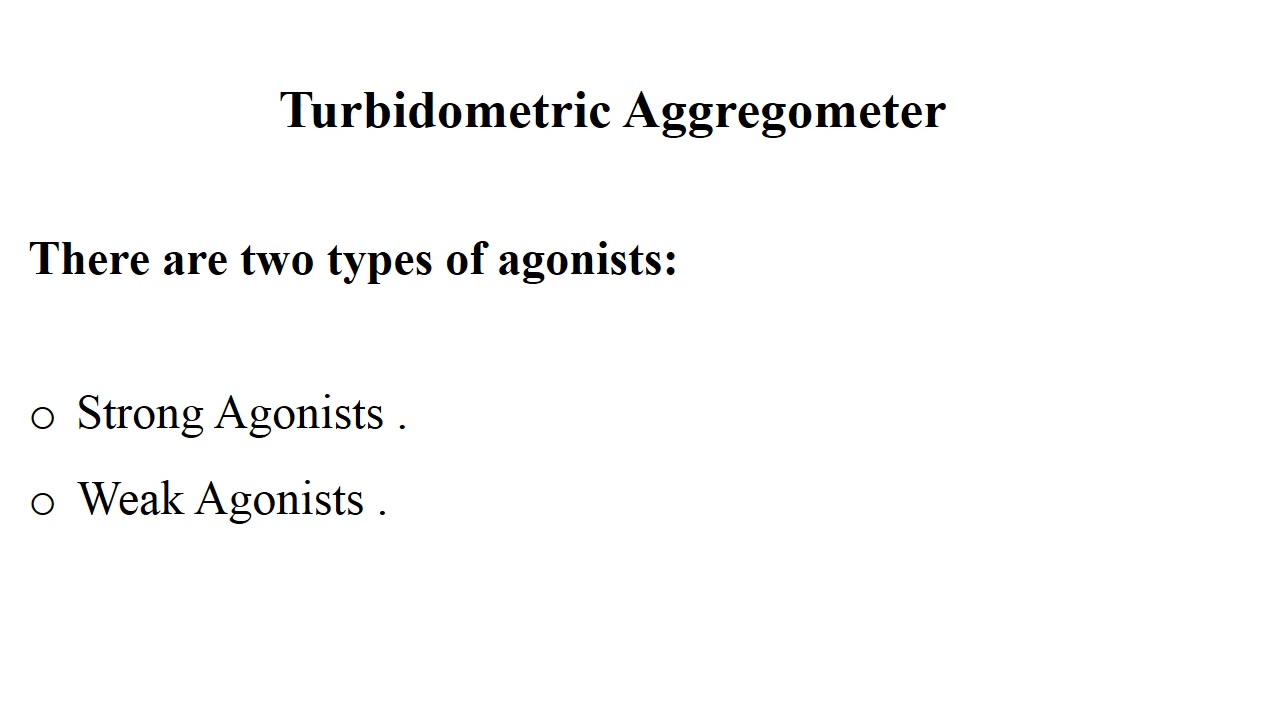 Turbidometric Aggregometer
There are two types of agonists:
o Strong Agonists .
o Weak Agonists .